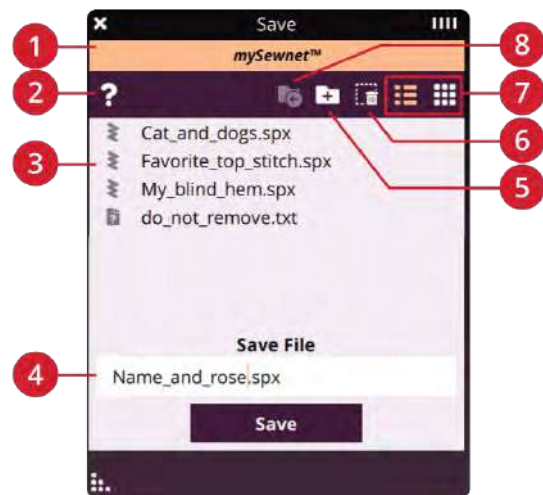 Save
1
mySewnet™
8
2
?
7
3
Cat_and_dogs.spx
6
Favorite_top_stitch.spx
5
My_blind_hem.spx
do_not_remove.txt
Save File
4
Name_and_rose.spx
Save